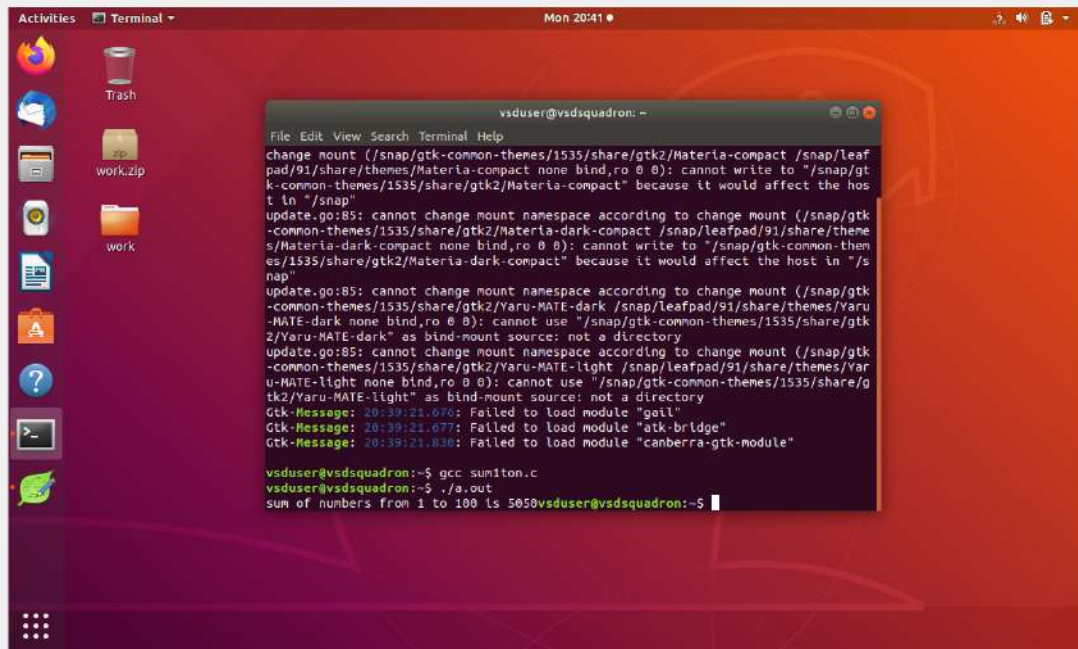 Activities
Terminal
Mon 20:41
Trash
zip
work.zip
work
vsduser@vsdsquadron: ~
File Edit View Search Terminal Help
change mount (/snap/gtk-common-themes/1535/share/gtk2/Materia-compact /snap/leaf
pad/91/share/themes/Materia-compact none bind,ro 0 0): cannot write to "/snap/gt
k-common-themes/1535/share/gtk2/Materia-compact" because it would affect the hos
t in "/snap"
update.go:85: cannot change mount namespace according to change mount (/snap/gtk
-common-themes/1535/share/gtk2/Materia-dark-compact /snap/leafpad/91/share/theme
s/Materia-dark-compact none bind,ro 0 0): cannot write to "/snap/gtk-common-them
es/1535/share/gtk2/Materia-dark-compact" because it would affect the host in "/s
nap"
update.go:85: cannot change mount namespace according to change mount (/snap/gtk
-common-themes/1535/share/gtk2/Yaru-MATE-dark /snap/leafpad/91/share/themes/Yaru
-MATE-dark none bind,ro 0 0): cannot use "/snap/gtk-common-themes/1535/share/gtk
2/Yaru-MATE-dark" as bind-mount source: not a directory
update.go:85: cannot change mount namespace according to change mount (/snap/gtk
-common-themes/1535/share/gtk2/Yaru-MATE-light /snap/leafpad/91/share/themes/Yar
u-MATE-light none bind,ro 0 0): cannot use "/snap/gtk-common-themes/1535/share/g
tk2/Yaru-MATE-light" as bind-mount source: not a directory
Gtk-Message: 20:39:21.676: Failed to load module "gail"
Gtk-Message: 20:39:21.677: Failed to load module "atk-bridge"
Gtk-Message: 20:39:21.830: Failed to load module "canberra-gtk-module"
vsduser@vsdsquadron:~$ gcc sum1ton.c
vsduser@vsdsquadron:~$ ./a.out
sum of numbers from 1 to 100 is 5050vsduser@vsdsquadron:~$